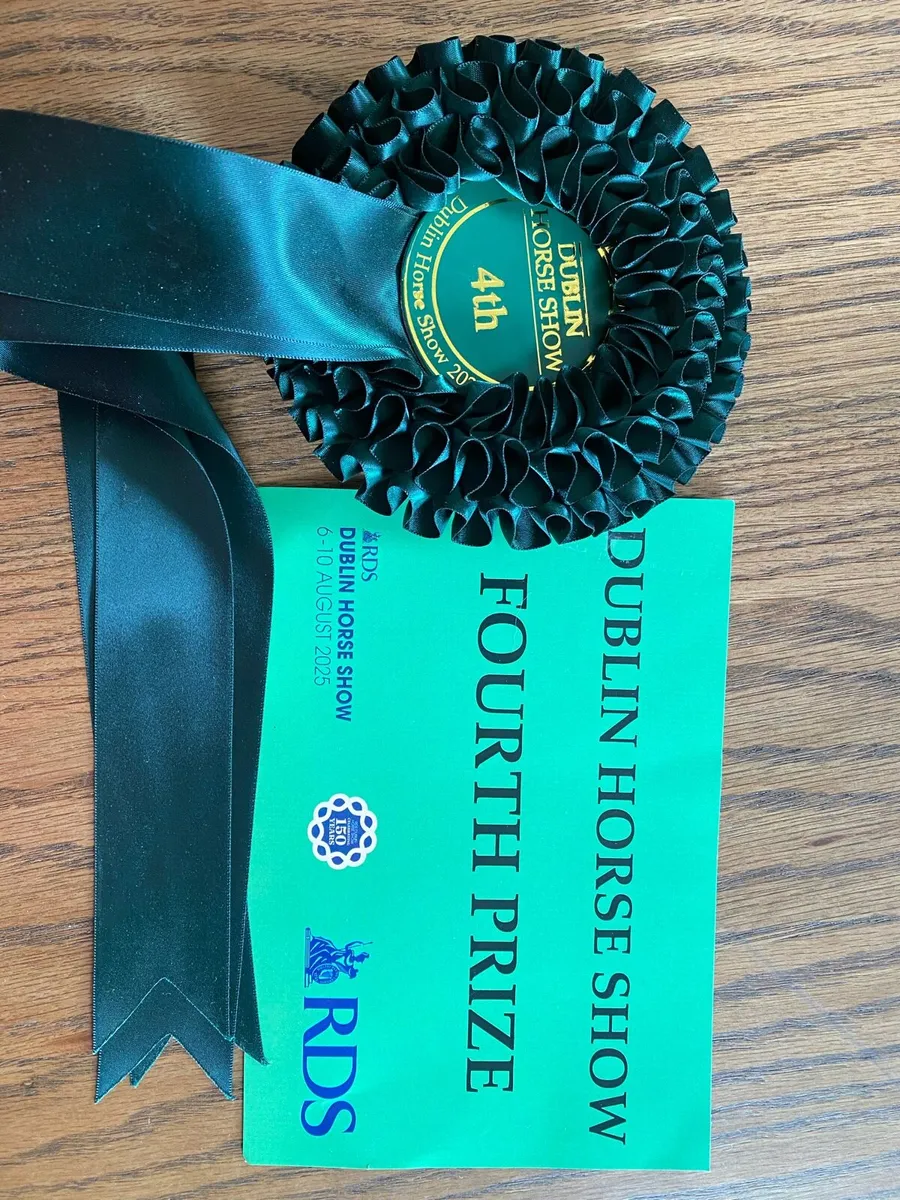 DUBLIN
HORSE SHOW
4th
Dublin Horse Show
DUBLIN HORSE SHOW
FOURTH PRIZE
RDS
DUBLIN HORSE SHOW
6-10 AUGUST 2025
150
YEARS
RDS